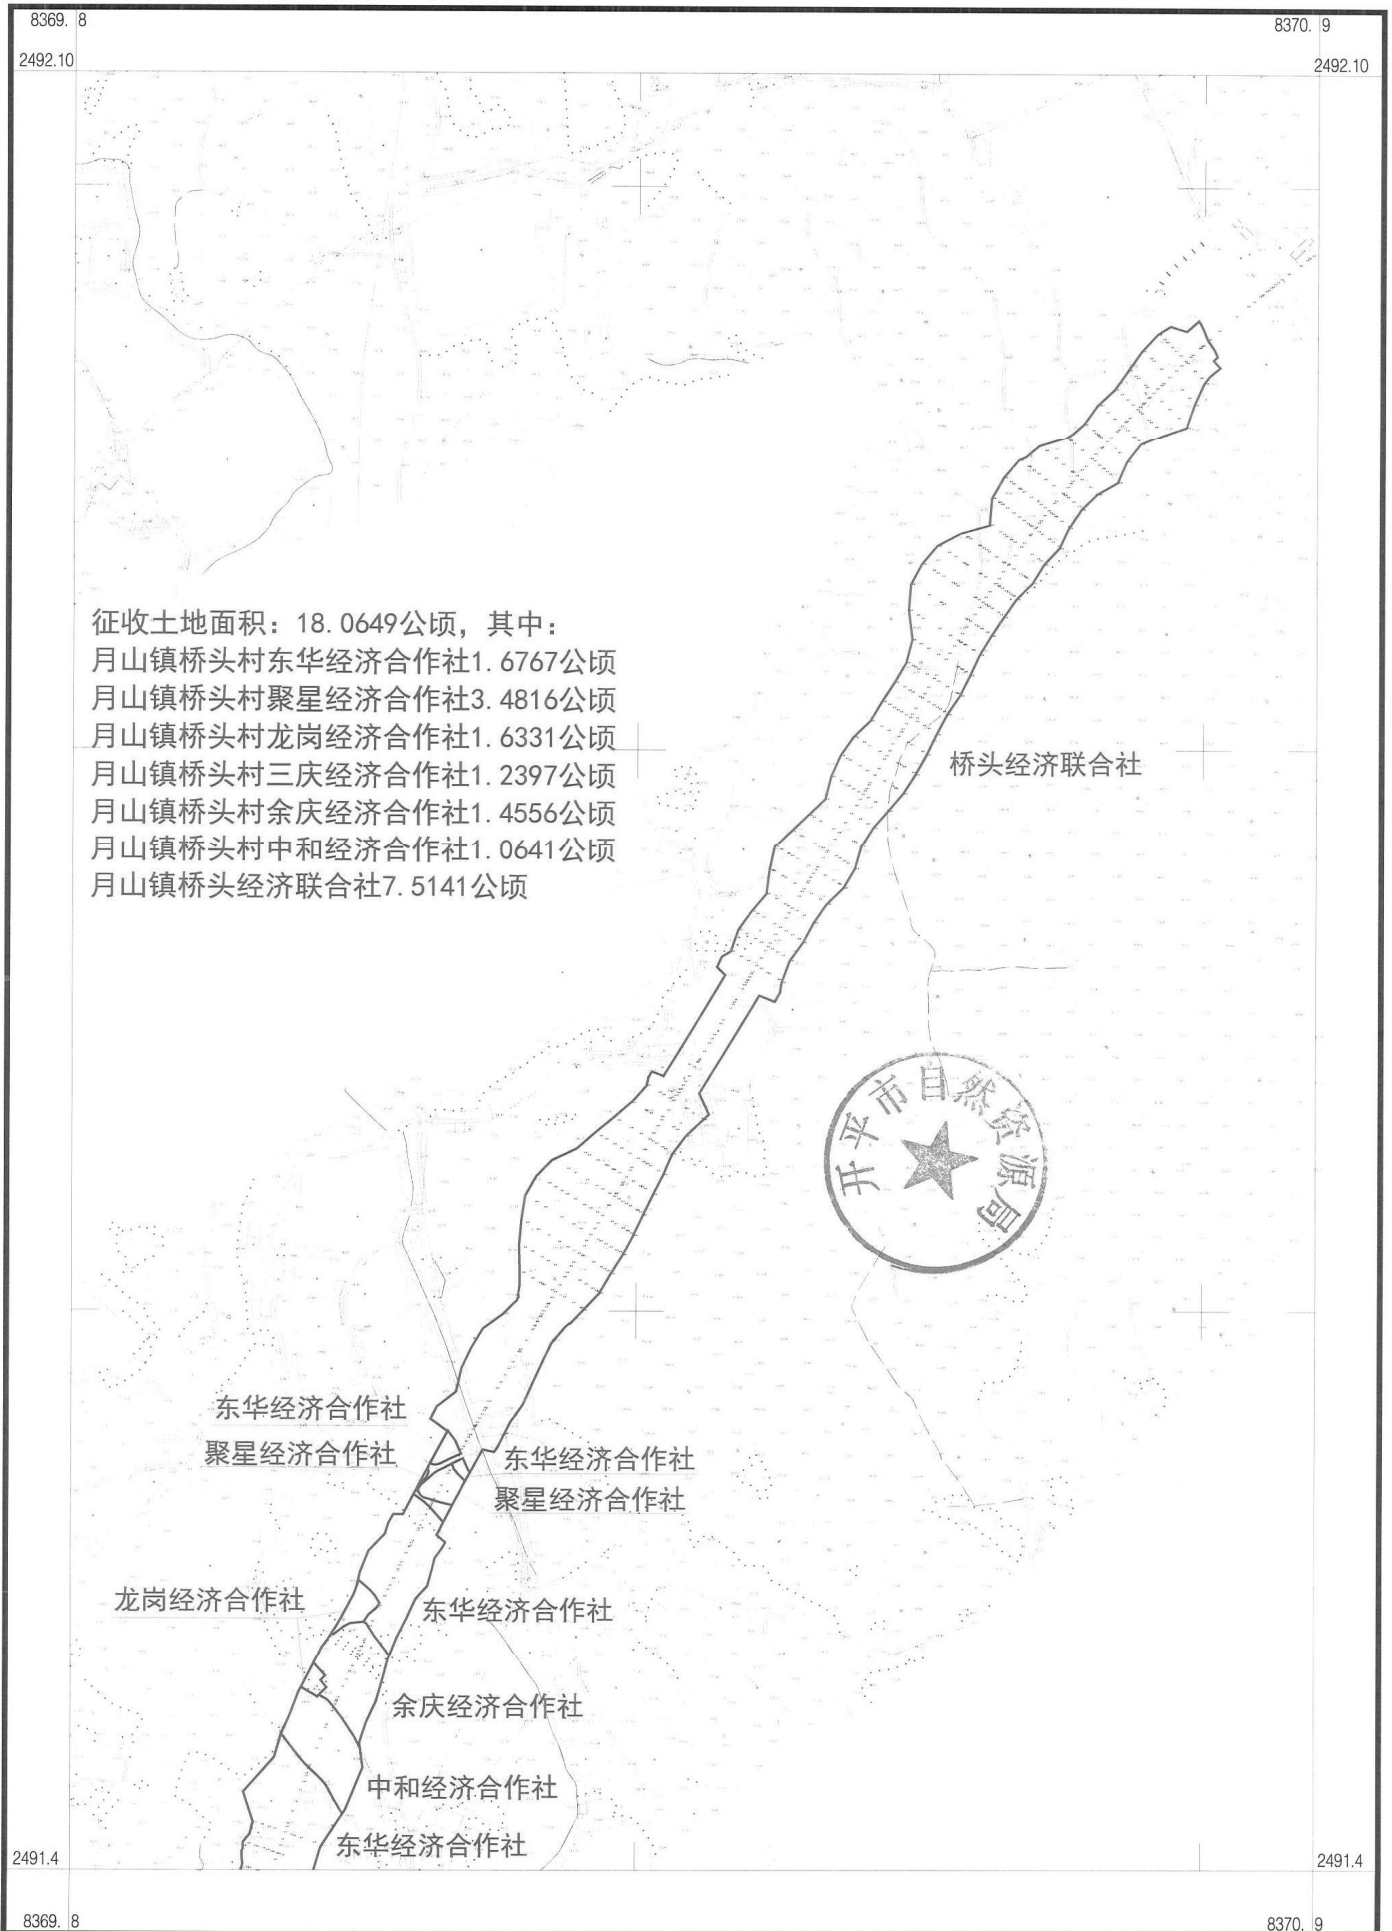 8369. 8
8370. 9
2492.10
2492.10
征收土地面积：18.0649公顷，其中：
月山镇桥头村东华经济合作社1.6767公顷
月山镇桥头村聚星经济合作社3.4816公顷
月山镇桥头村龙岗经济合作社1.6331公顷
月山镇桥头村三庆经济合作社1.2397公顷
月山镇桥头村余庆经济合作社1.4556公顷
月山镇桥头村中和经济合作社1.0641公顷
月山镇桥头经济联合社7.5141公顷
桥头经济联合社
开平市自然资源局
东华经济合作社
聚星经济合作社
东华经济合作社
聚星经济合作社
龙岗经济合作社
东华经济合作社
余庆经济合作社
中和经济合作社
东华经济合作社
2491.4
2491.4
8369. 8
8370. 9